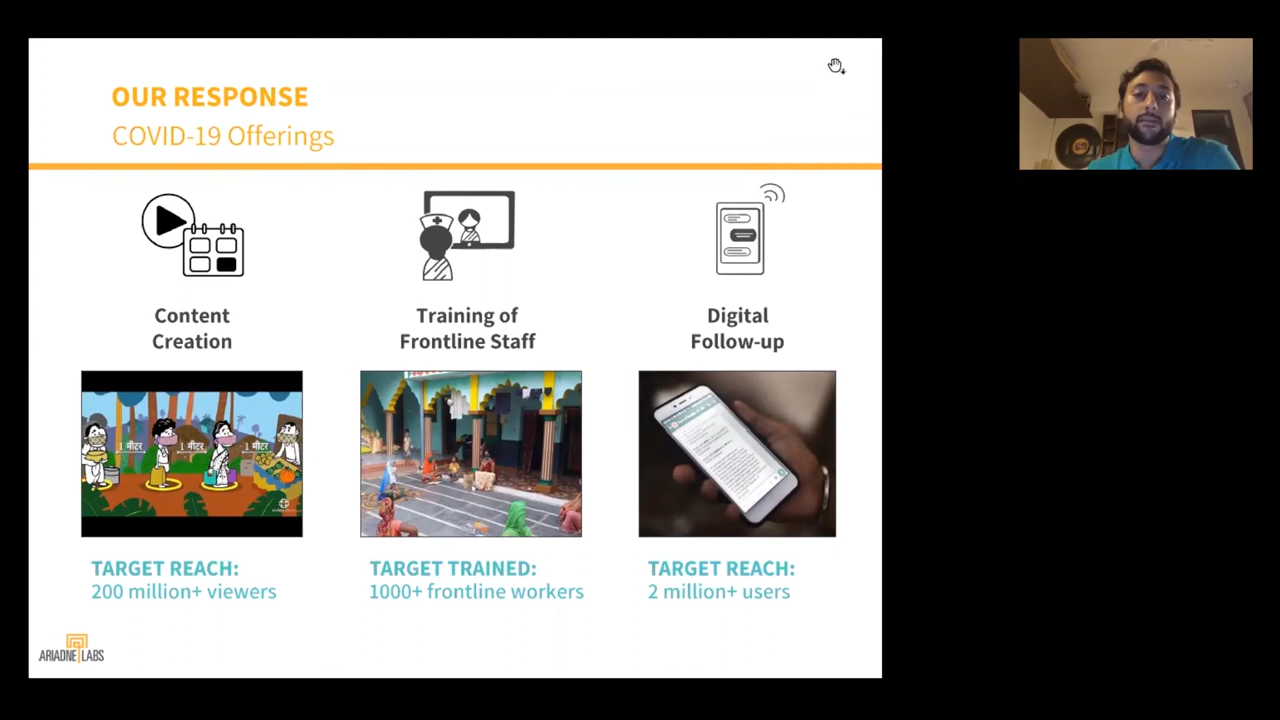 OUR RESPONSE
COVID-19 Offerings
Content
Creation
Training of
Frontline Staff
Digital
Follow-up
1 मीटर
1 मीटर
1 मीटर
TARGET REACH:
200 million+ viewers
TARGET TRAINED:
1000+ frontline workers
TARGET REACH:
2 million+ users
ARIADNE LABS